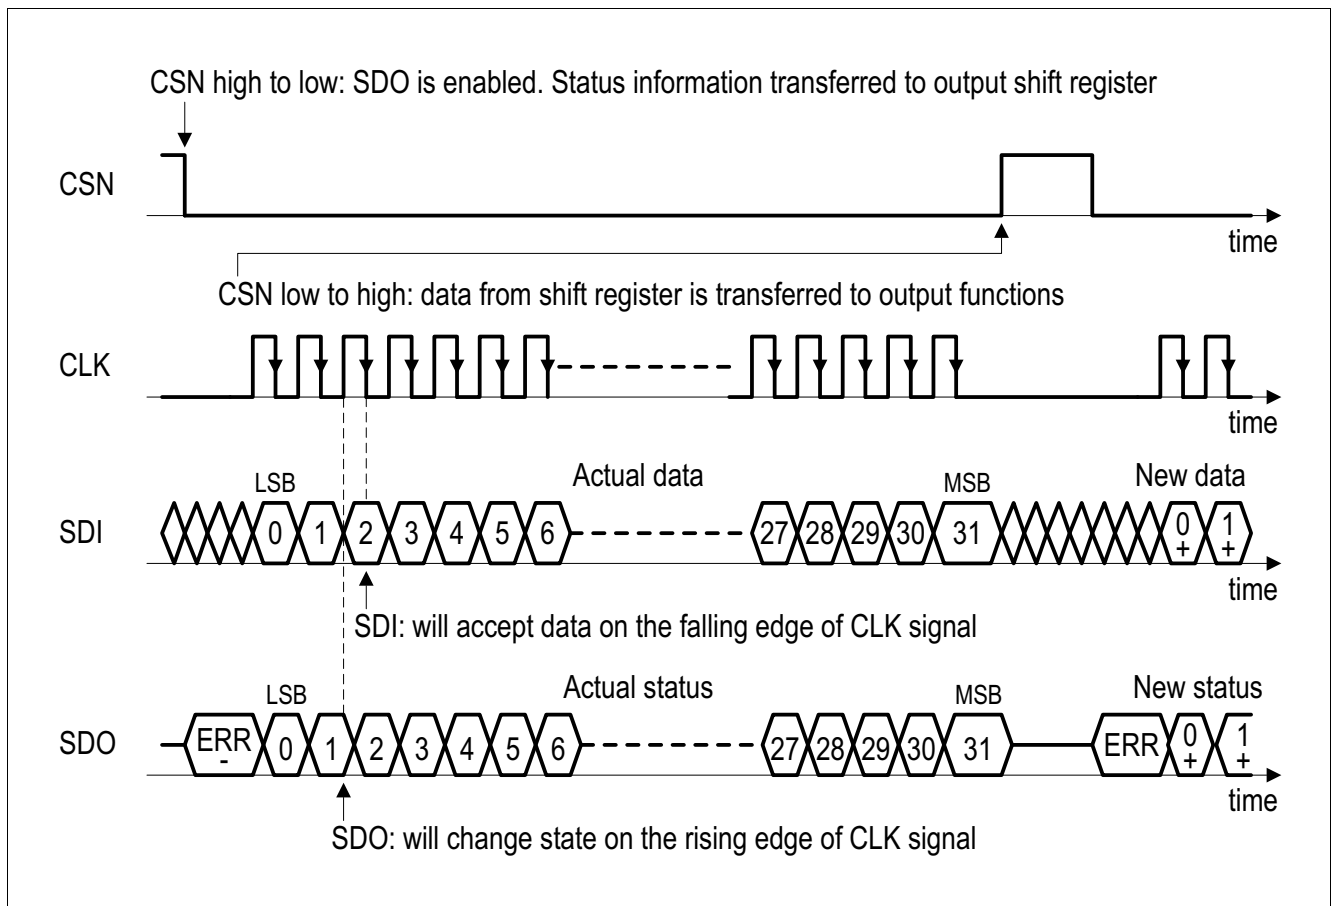 CSN high to low: SDO is enabled. Status information transferred to output shift register
CSN
time
CSN low to high: data from shift register is transferred to output functions
CLK
time
Actual data
New data
LSB
MSB
SDI
0 1 2 3 4 5 6 27 28 29 30 31 0+ 1+
time
SDI: will accept data on the falling edge of CLK signal
Actual status
New status
LSB
MSB
SDO
ERR- 0 1 2 3 4 5 6 27 28 29 30 31 ERR 0+ 1+
time
SDO: will change state on the rising edge of CLK signal